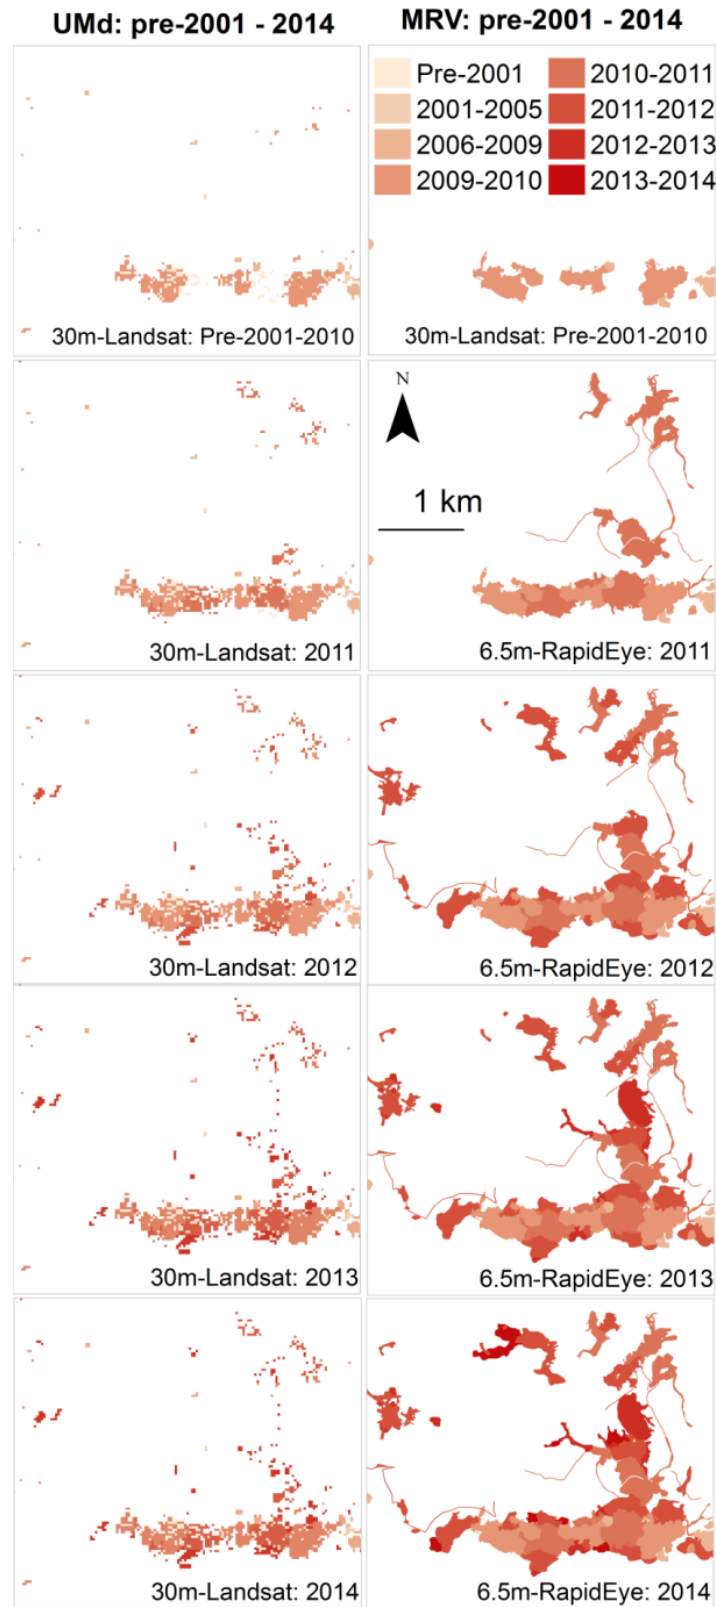 UMd: pre-2001 - 2014
MRV: pre-2001 - 2014
Pre-2001
2010-2011
2001-2005
2011-2012
2006-2009
2012-2013
2009-2010
2013-2014
30m-Landsat: Pre-2001-2010
30m-Landsat: Pre-2001-2010
N
1 km
30m-Landsat: 2011
6.5m-RapidEye: 2011
30m-Landsat: 2012
6.5m-RapidEye: 2012
30m-Landsat: 2013
6.5m-RapidEye: 2013
30m-Landsat: 2014
6.5m-RapidEye: 2014